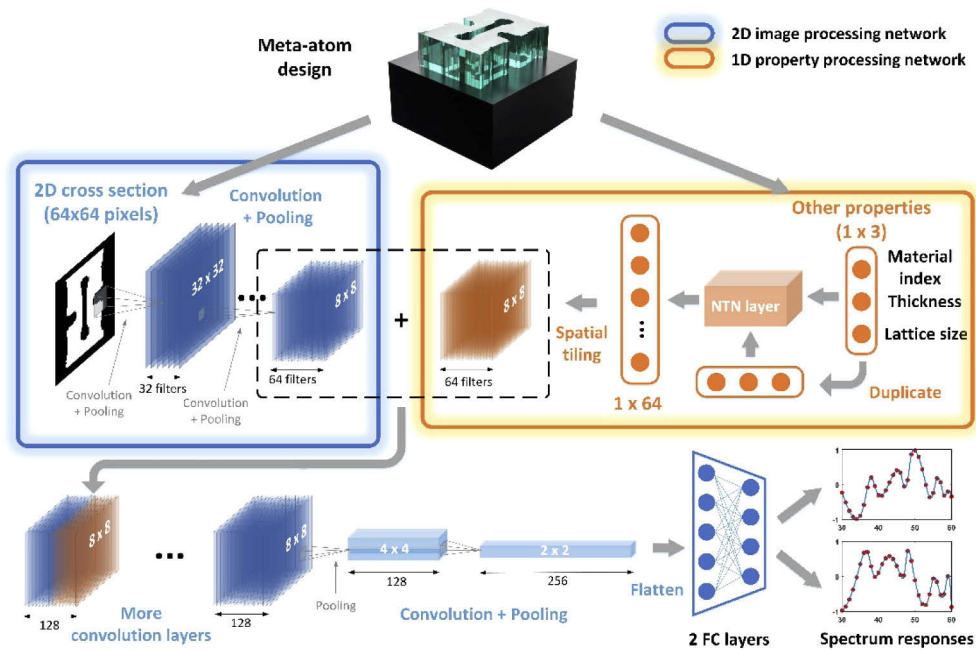 Meta-atom
design
2D image processing network
1D property processing network
2D cross section
(64x64 pixels)
Convolution
+ Pooling
32 x 32
8 x 8
Convolution
+ Pooling
32 filters
Convolution
+ Pooling
64 filters
+
8 x 8
64 filters
Spatial
tiling
1 x 64
NTN layer
Other properties
(1 x 3)
Material
index
Thickness
Lattice size
Duplicate
8 x 8
128
More
convolution layers
8 x 8
128
Pooling
4 x 4
128
2 x 2
256
Convolution + Pooling
Flatten
2 FC layers
1
0
-1
30
40
50
60
1
0
-1
30
40
50
60
Spectrum responses